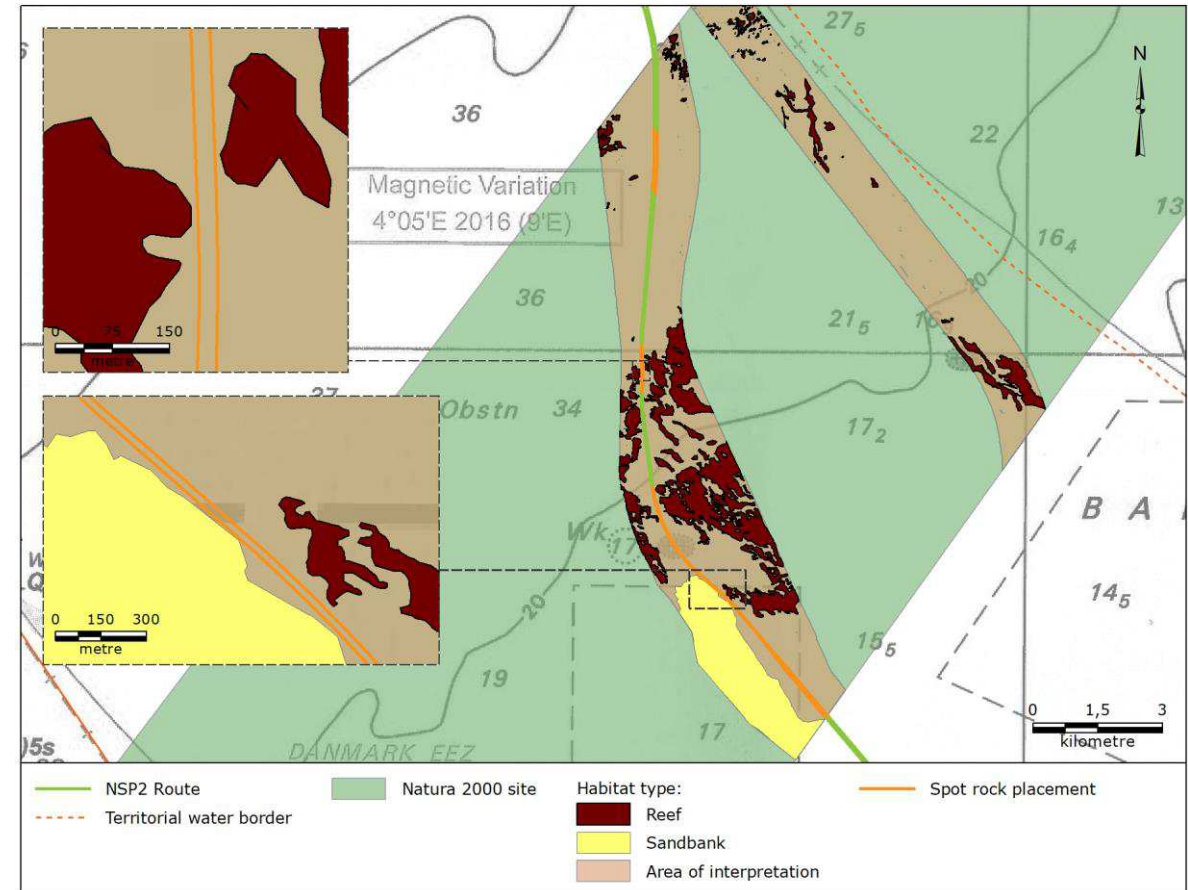 27₅
N
36
22
Magnetic Variation
4°05'E 2016 (9'E)
13
16₄
0 75 150
metre
36
20
21₅
Obstn 34
17₂
B A
Wk
17
0 150 300
metre
20
14₅
15₅
19
0 1,5 3
kilometre
17
DANMARK EEZ
NSP2 Route
Territorial water border
Natura 2000 site
Habitat type:
Reef
Sandbank
Area of interpretation
Spot rock placement